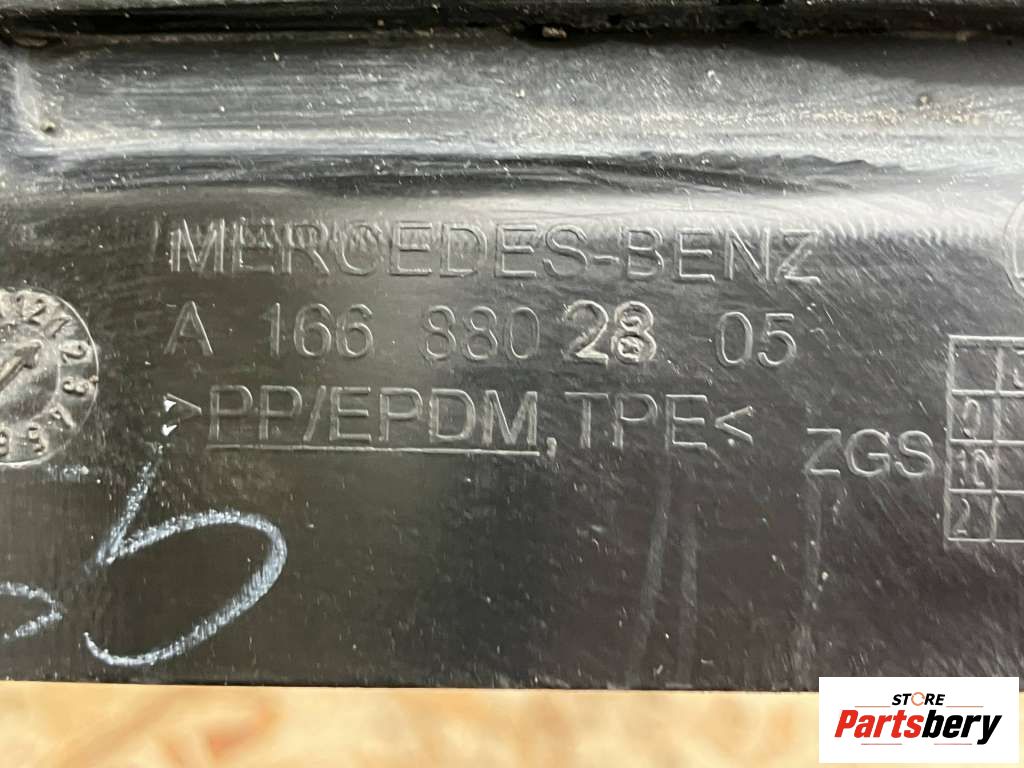 MERCEDES-BENZ
A 166 880 28 05
>PP/EPDM,TPE<
ZGS
STORE
Partsbery